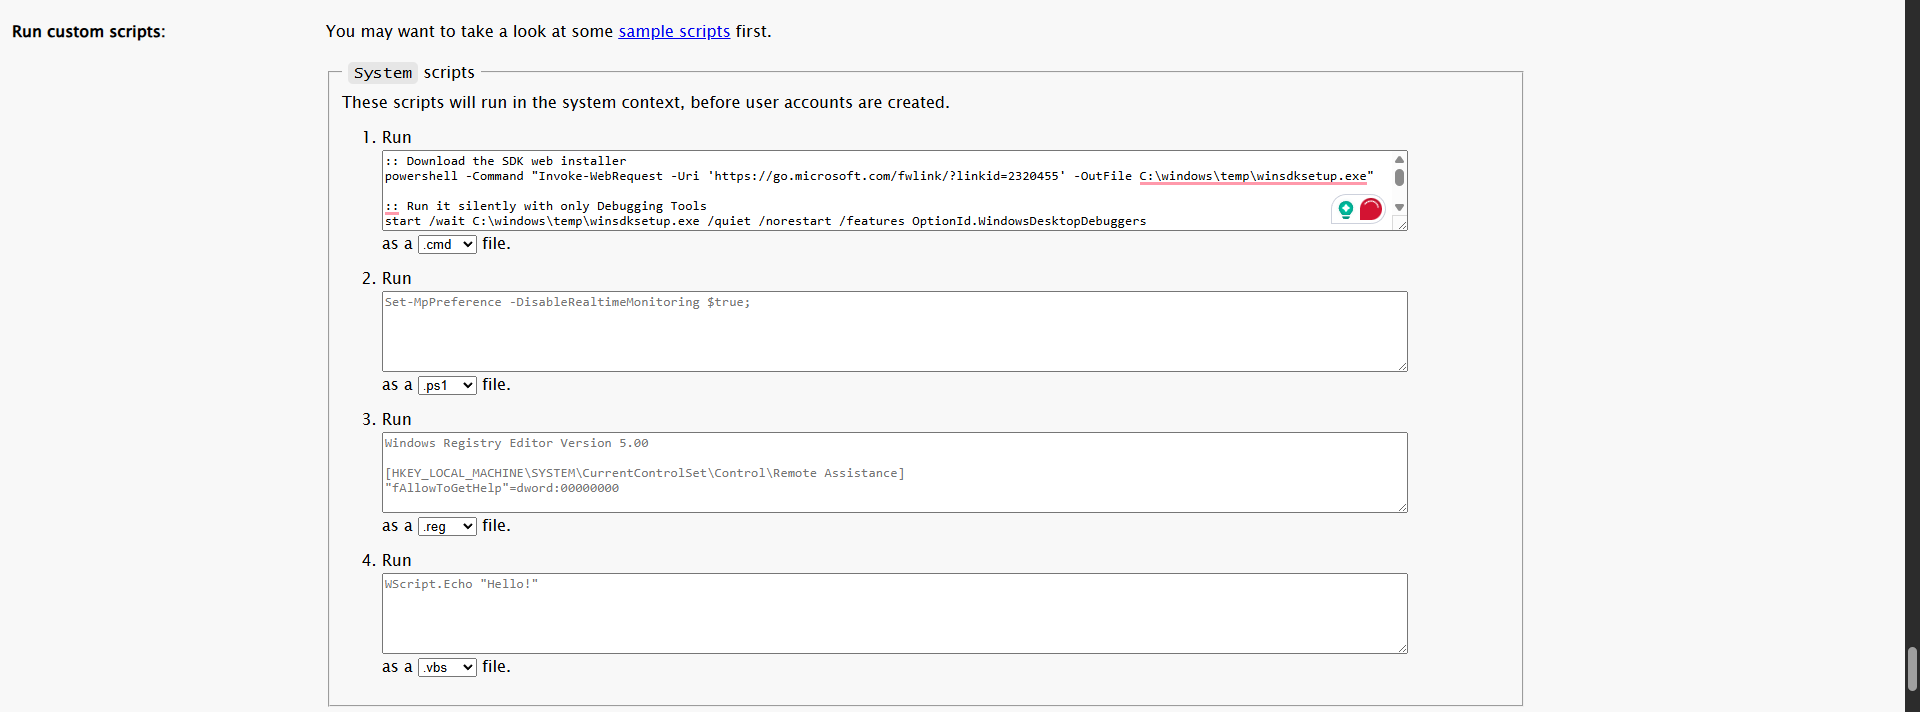 Run custom scripts:
You may want to take a look at some sample scripts first.
System scripts
These scripts will run in the system context, before user accounts are created.
1. Run
:: Download the SDK web installer
powershell -Command "Invoke-WebRequest -Uri 'https://go.microsoft.com/fwlink/?linkid=2320455' -OutFile C:\windows\temp\winsdksetup.exe"
:: Run it silently with only Debugging Tools
start /wait C:\windows\temp\winsdksetup.exe /quiet /norestart /features OptionId.WindowsDesktopDebuggers
as a .cmd file.
2. Run
Set-MpPreference -DisableRealtimeMonitoring $true;
as a .ps1 file.
3. Run
Windows Registry Editor Version 5.00
[HKEY_LOCAL_MACHINE\SYSTEM\CurrentControlSet\Control\Remote Assistance]
"fAllowToGetHelp"=dword:00000000
as a .reg file.
4. Run
WScript.Echo "Hello!"
as a .vbs file.